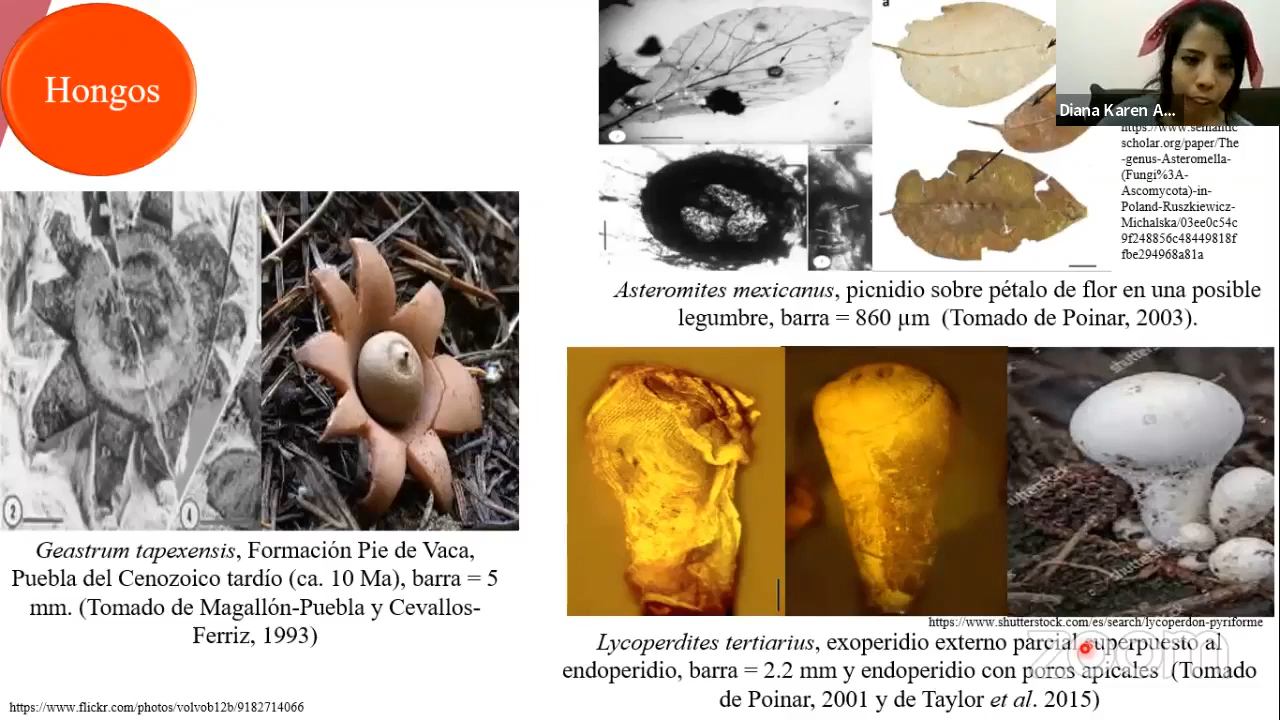 Hongos
a
Diana Karen A...
https://www.semantic
scholar.org/paper/The
-genus-Asteromella-
(Fungi%3A-
Ascomycota)-in-
Poland-Ruszkiewicz-
Michalska/03ee0c54c
9f248856c48449818f
fbe294968a81a
Asteromites mexicanus, picnidio sobre pétalo de flor en una posible
legumbre, barra = 860 µm (Tomado de Poinar, 2003).
2
4
Geastrum tapexensis, Formación Pie de Vaca,
Puebla del Cenozoico tardío (ca. 10 Ma), barra = 5
mm. (Tomado de Magallón-Puebla y Cevallos-
Ferriz, 1993)
https://www.flickr.com/photos/volvob12b/9182714066
shutterst
shutterstock
https://www.shutterstock.com/es/search/lycoperdon-pyriforme
Lycoperdites tertiarius, exoperidio externo parcial superpuesto al
endoperidio, barra = 2.2 mm y endoperidio con poros apicales (Tomado
de Poinar, 2001 y de Taylor et al. 2015)
zoom